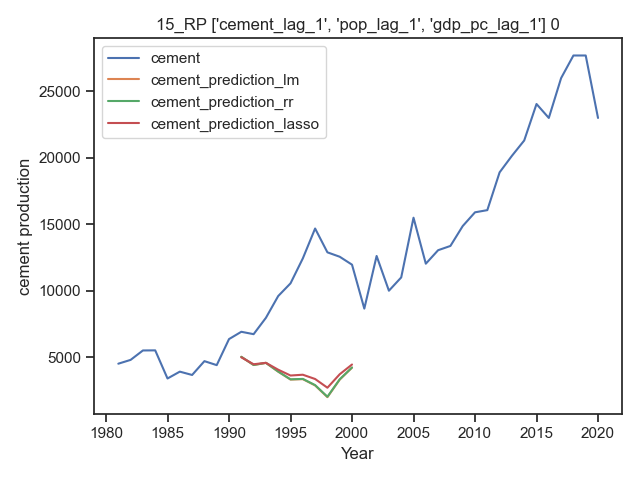 15_RP ['cement_lag_1', 'pop_lag_1', 'gdp_pc_lag_1'] 0
cement
cement_prediction_lm
cement_prediction_rr
cement_prediction_lasso
cement production
25000
20000
15000
10000
5000
1980 1985 1990 1995 2000 2005 2010 2015 2020
Year